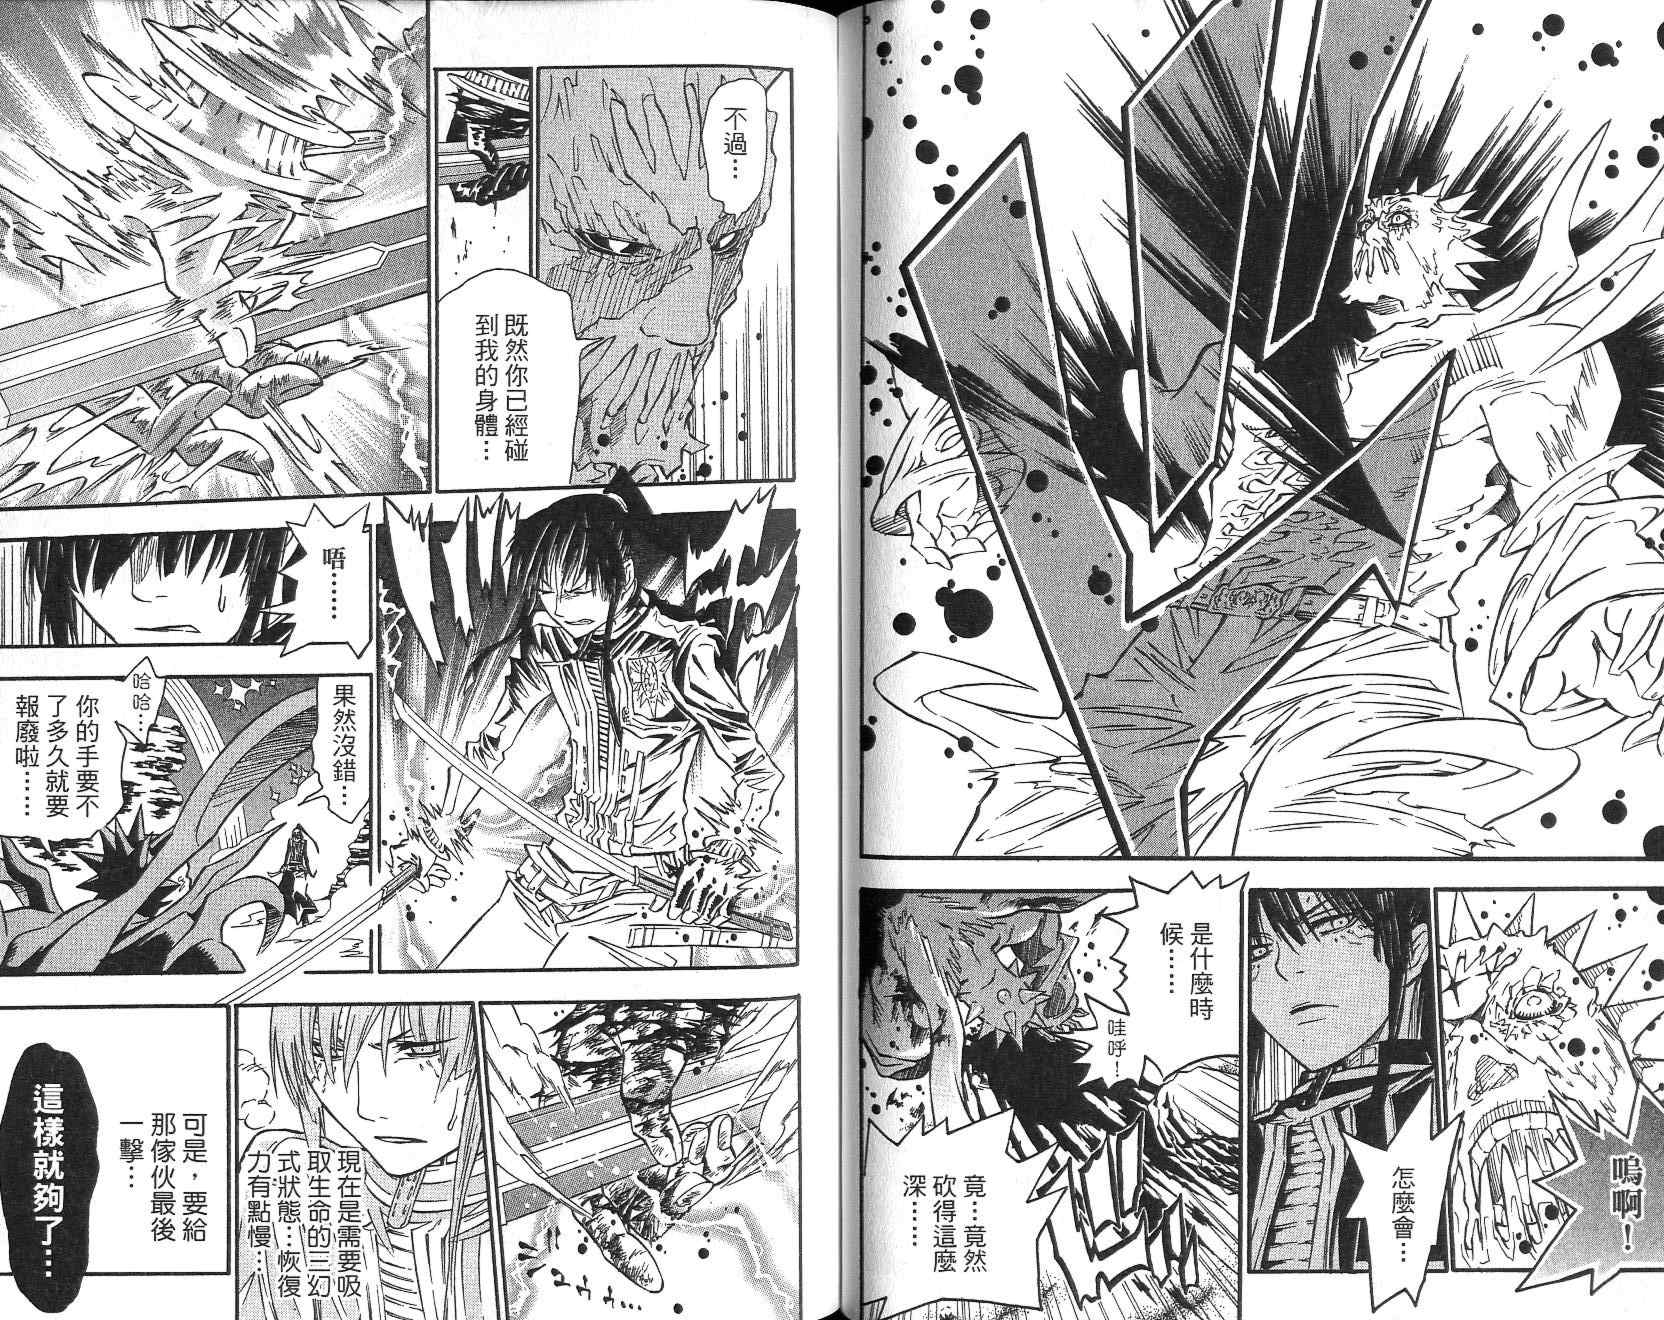 嗚啊！
怎麼會…
是什麼時
候……
哇呼！
竟…竟然
砍得這麼
深……
不過…
既然你已經碰
到我的身體…
唔……
果然沒錯…
哈哈…
你的手要不
了多久就要
報廢啦……
現在是需要吸
取生命的三幻
式狀態…恢復
力有點慢…
可是，要給
那傢伙最後
一擊…
這樣就夠了…